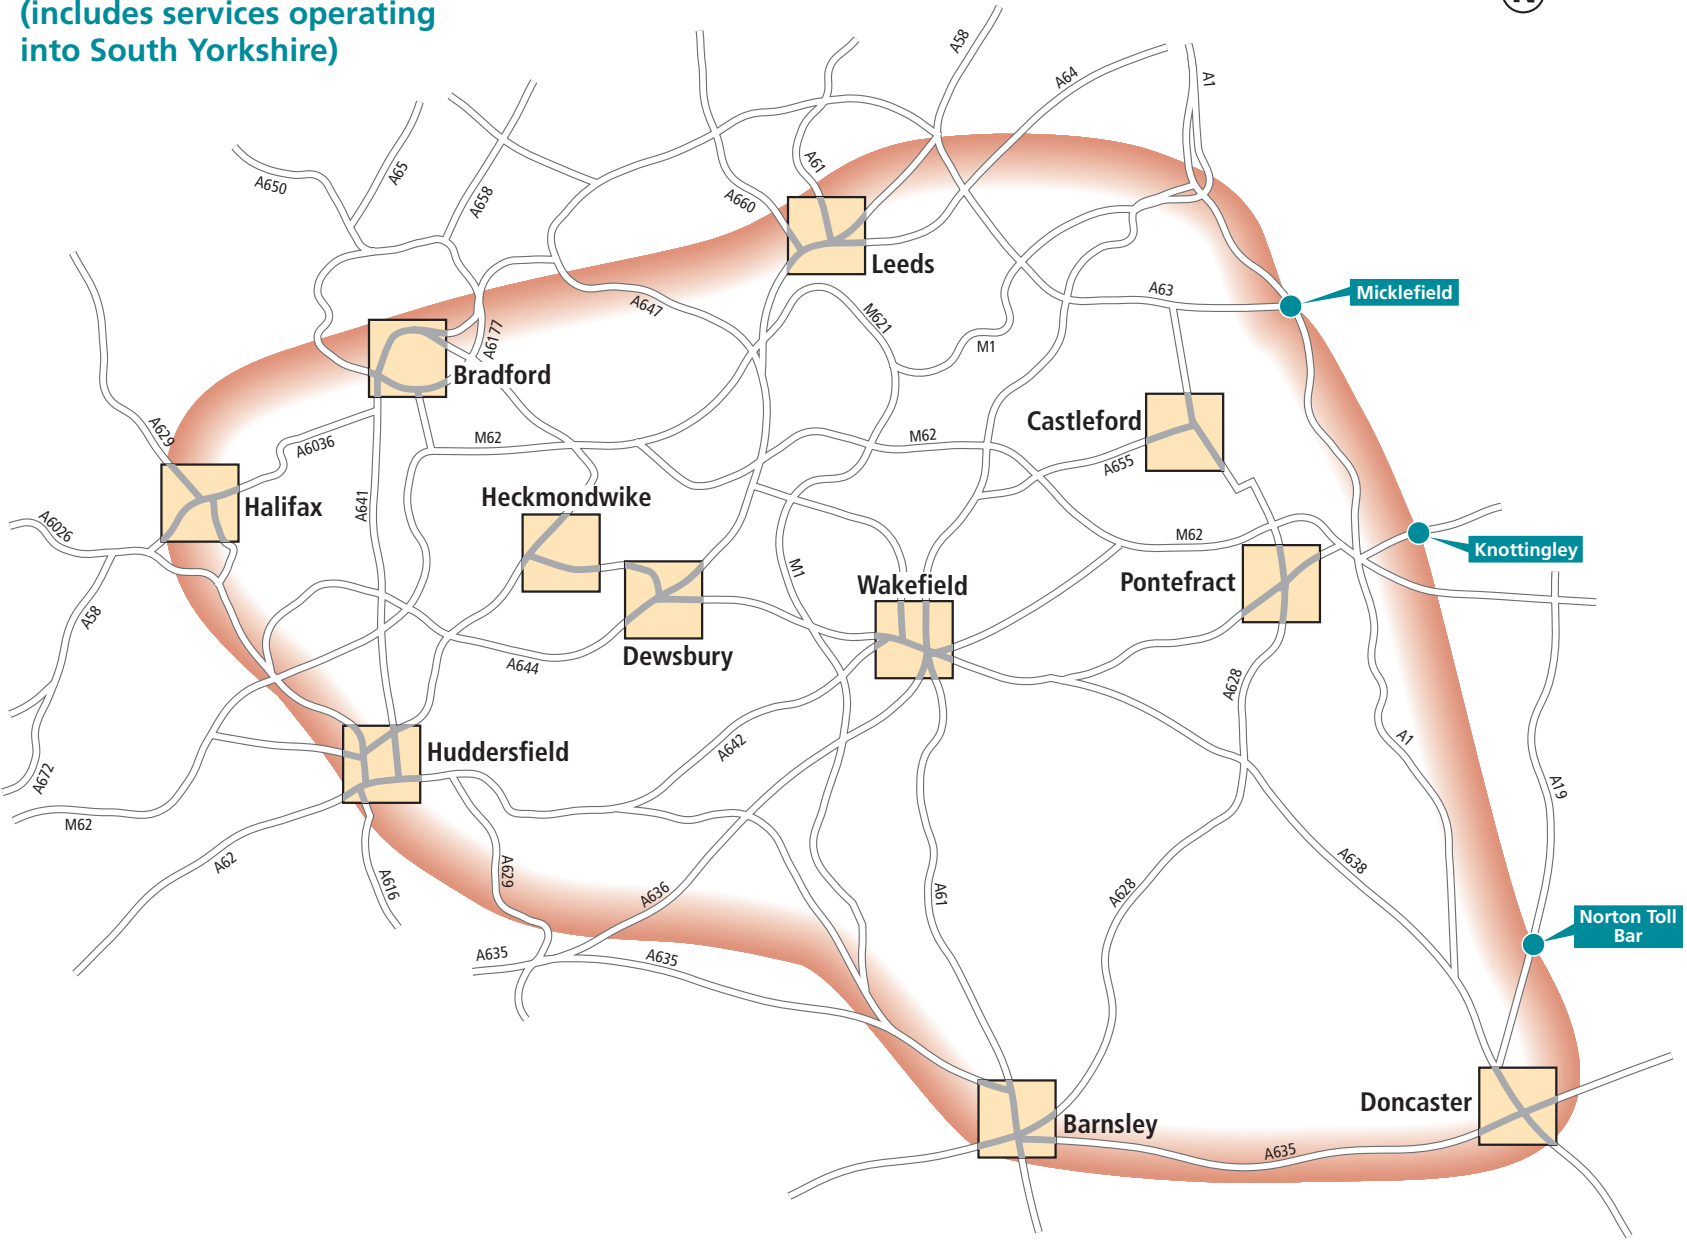 (includes services operating
into South Yorkshire)
A58
A64
A1
A65
A650
A658
A61
A660
Leeds
A63
Micklefield
A647
M621
A6177
M1
Bradford
Castleford
A629
A6036
M62
M62
A655
Heckmondwike
Halifax
A641
A6026
M62
Knottingley
M1
Wakefield
Pontefract
A58
Dewsbury
A644
A628
Huddersfield
A642
A1
A672
A19
M62
A62
A629
A638
A616
A636
A61
A628
Norton Toll
Bar
A635
A635
Doncaster
Barnsley
A635